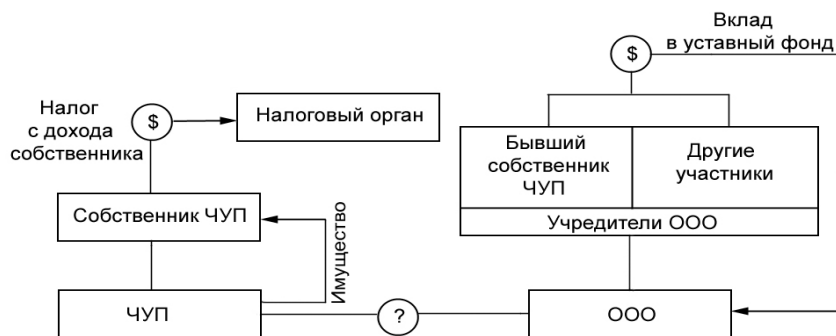 Вклад
в уставный фонд
$
Налог
с дохода
собственника
$
Налоговый орган
Бывший
собственник
ЧУП
Другие
участники
Собственник ЧУП
Имущество
Учредители ООО
ЧУП
?
ООО